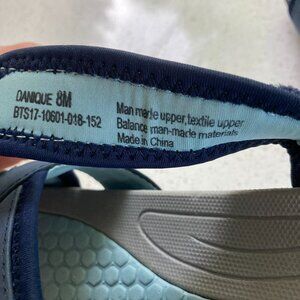 DANIQUE 8M
BTS17-10601-018-152
Man made upper, textile upper
Balance man-made materials
Made in China